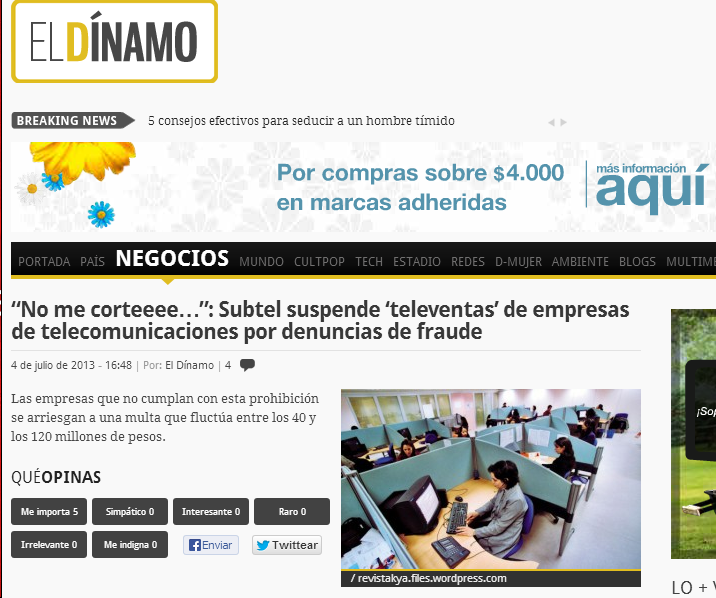 EL DÍNAMO
BREAKING NEWS
5 consejos efectivos para seducir a un hombre tímido
Por compras sobre $4.000
en marcas adheridas
más información
aquí
PORTADA PAÍS NEGOCIOS MUNDO CULTPOP TECH ESTADIO REDES D-MUJER AMBIENTE BLOGS MULTIME
“No me corteeee...”: Subtel suspende ‘televentas’ de empresas
de telecomunicaciones por denuncias de fraude
4 de julio de 2013 - 16:48 | Por: El Dínamo | 4
Las empresas que no cumplan con esta prohibición
se arriesgan a una multa que fluctúa entre los 40 y
los 120 millones de pesos.
QUÉOPINAS
Me importa 5 Simpático 0 Interesante 0 Raro 0
Irrelevante 0 Me indigna 0 Enviar Twittear
/ revistakya.files.wordpress.com
¡Sop
LO + V